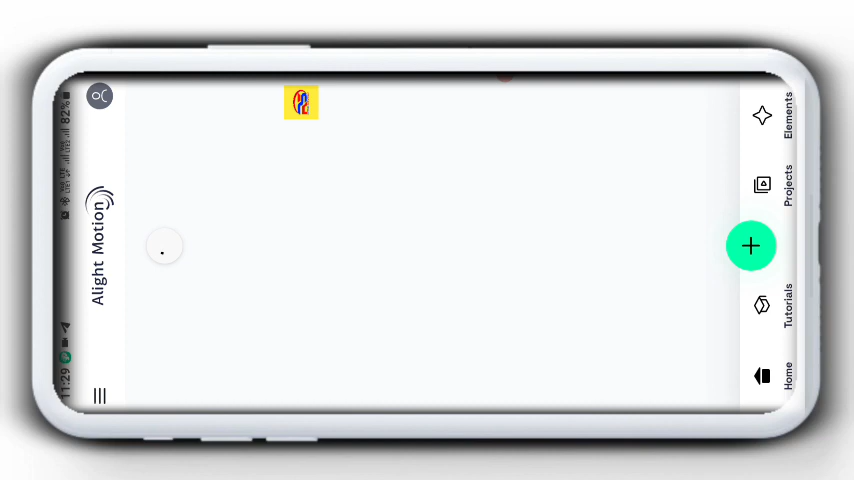 11:29
82%
Alight Motion
Home
Tutorials
Projects
Elements